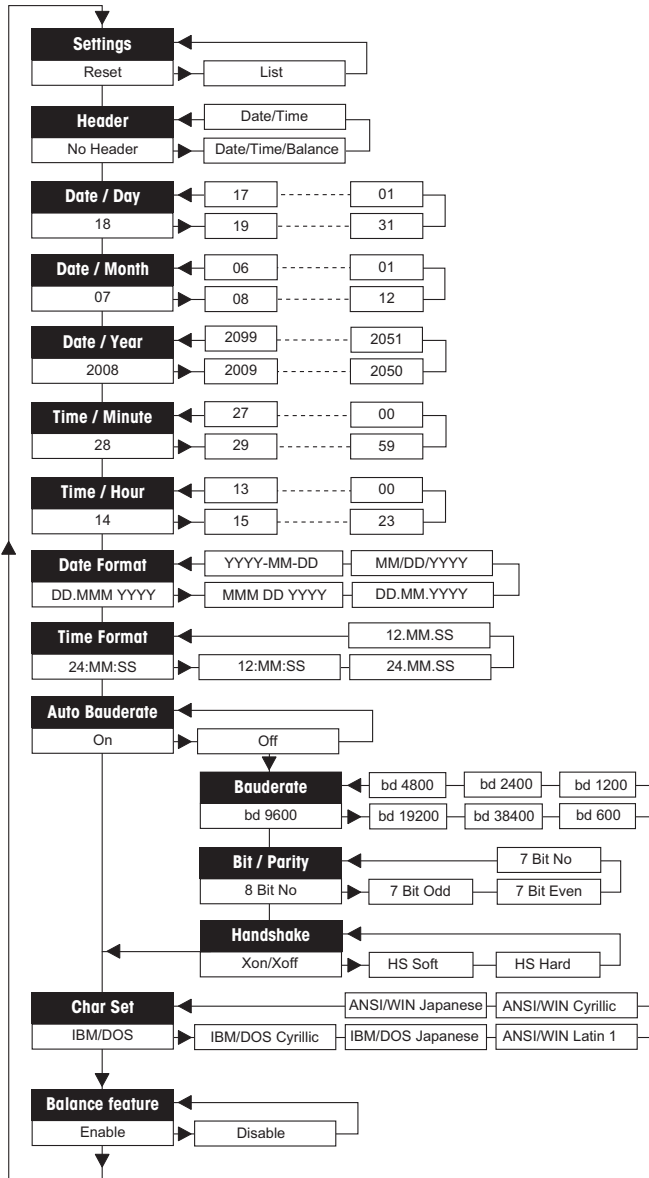 Settings
Reset List
Header Date/Time
No Header Date/Time/Balance
Date / Day 17 01
18 19 31
Date / Month 06 01
07 08 12
Date / Year 2099 2051
2008 2009 2050
Time / Minute 27 00
28 29 59
Time / Hour 13 00
14 15 23
Date Format YYYY-MM-DD MM/DD/YYYY
DD.MMM YYYY MMM DD YYYY DD.MM.YYYY
Time Format 12.MM.SS
24:MM:SS 12:MM:SS 24.MM.SS
Auto Bauderate
On Off
Bauderate bd 4800 bd 2400 bd 1200
bd 9600 bd 19200 bd 38400 bd 600
Bit / Parity 7 Bit No
8 Bit No 7 Bit Odd 7 Bit Even
Handshake
Xon/Xoff HS Soft HS Hard
Char Set ANSI/WIN Japanese ANSI/WIN Cyrillic
IBM/DOS IBM/DOS Cyrillic IBM/DOS Japanese ANSI/WIN Latin 1
Balance feature
Enable Disable